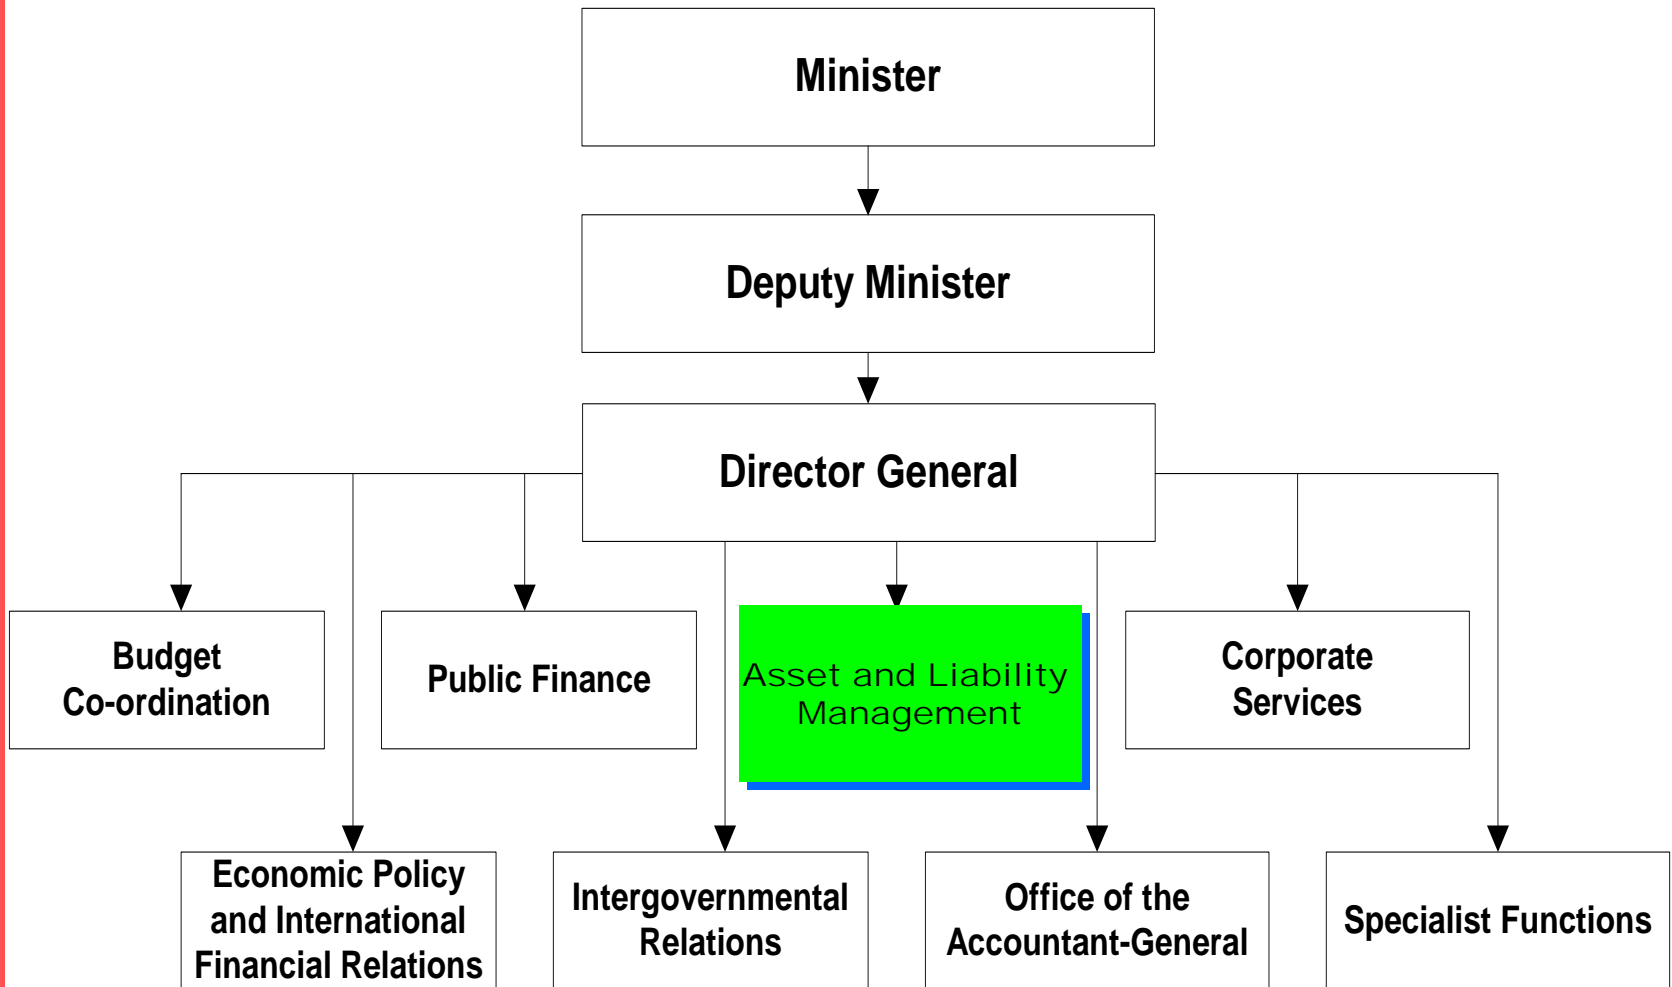 Minister
Deputy Minister
Director General
Budget
Co-ordination
Public Finance
Asset and Liability
Management
Corporate
Services
Economic Policy
and International
Financial Relations
Intergovernmental
Relations
Office of the
Accountant-General
Specialist Functions